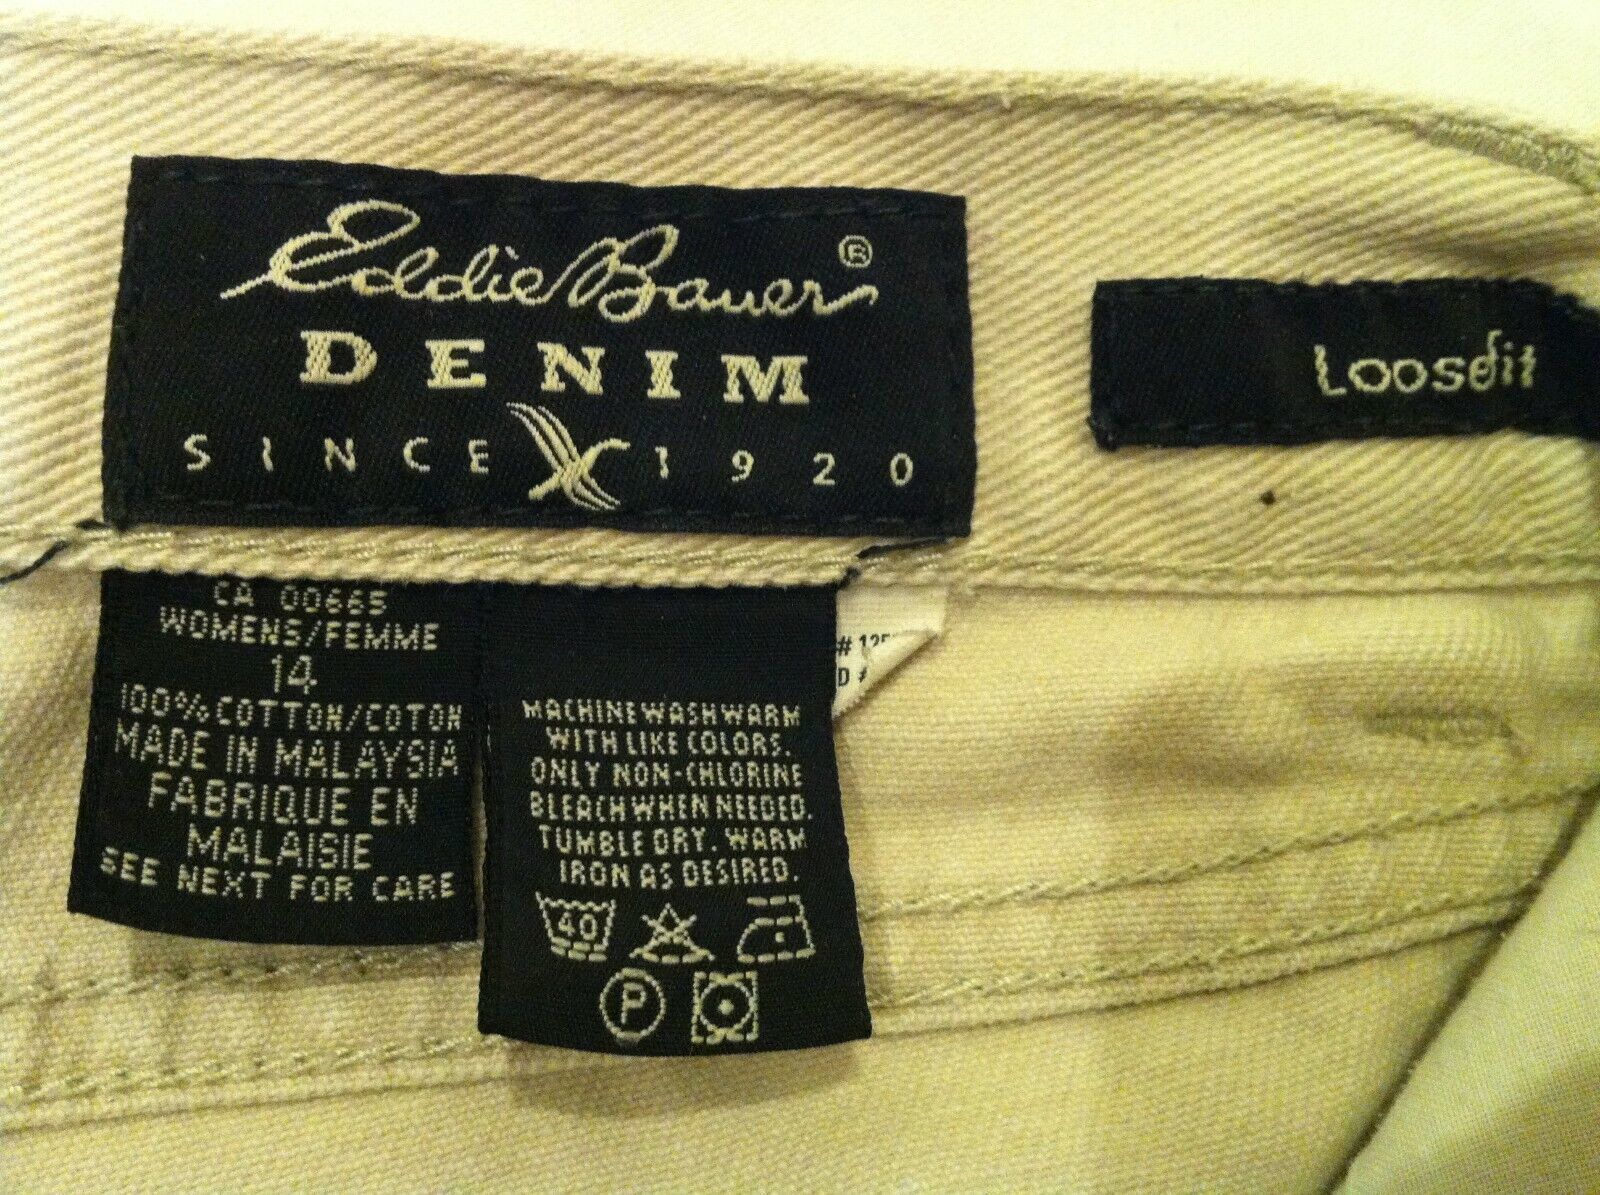 Eddie Bauer ®
DENIM
SINCE 1920
Loosefit
CA 00665
WOMENS/FEMME
14
100% COTTON/COTON
MADE IN MALAYSIA
FABRIQUE EN
MALAISIE
SEE NEXT FOR CARE
MACHINE WASH WARM
WITH LIKE COLORS.
ONLY NON-CHLORINE
BLEACH WHEN NEEDED.
TUMBLE DRY. WARM
IRON AS DESIRED.
40
P
D #